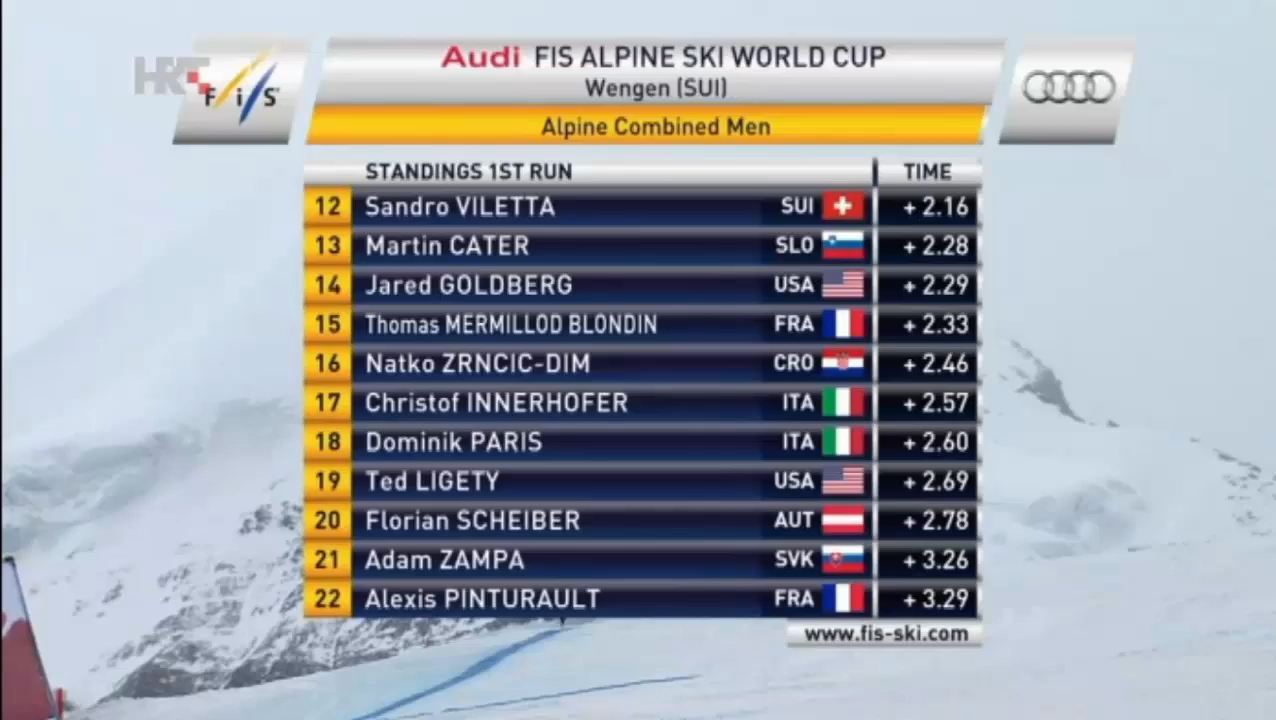 HRT
FiS
Audi FIS ALPINE SKI WORLD CUP
Wengen (SUI)
Alpine Combined Men
STANDINGS 1ST RUN TIME
12 Sandro VILETTA SUI + 2.16
13 Martin CATER SLO + 2.28
14 Jared GOLDBERG USA + 2.29
15 Thomas MERMILLOD BLONDIN FRA + 2.33
16 Natko ZRNCIC-DIM CRO + 2.46
17 Christof INNERHOFER ITA + 2.57
18 Dominik PARIS ITA + 2.60
19 Ted LIGETY USA + 2.69
20 Florian SCHEIBER AUT + 2.78
21 Adam ZAMPA SVK + 3.26
22 Alexis PINTURAULT FRA + 3.29
www.fis-ski.com